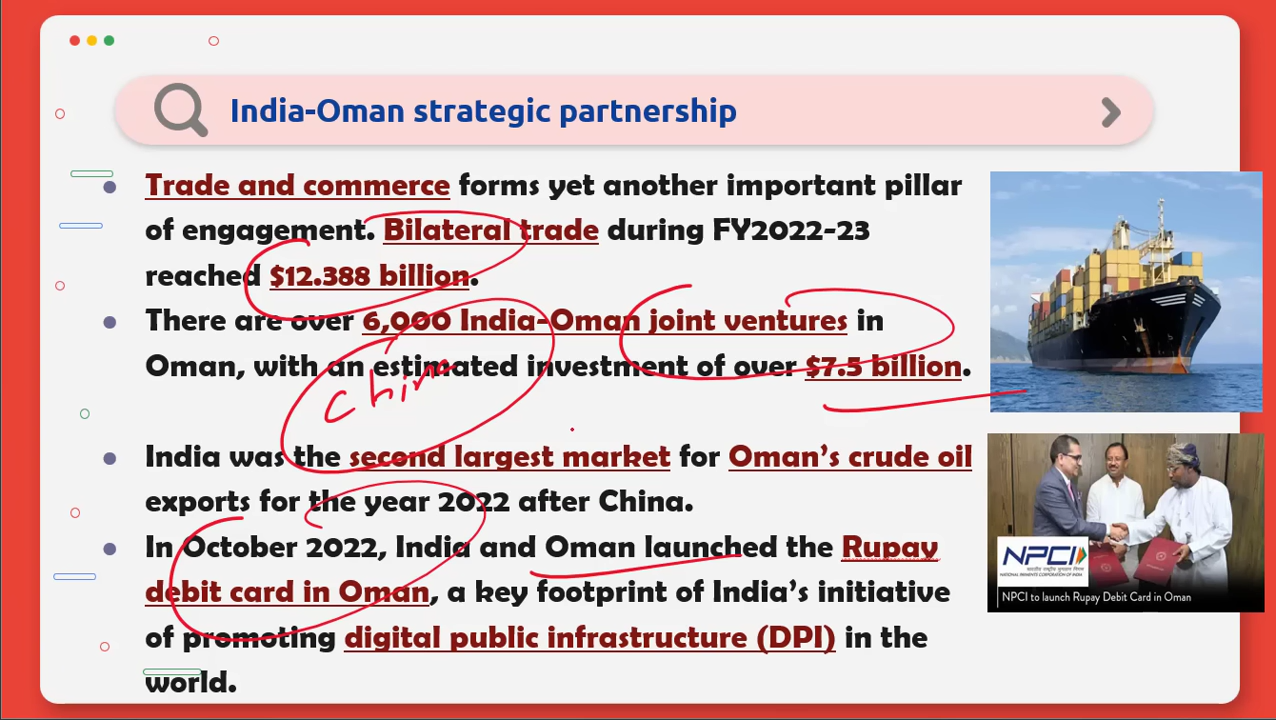 India-Oman strategic partnership
Trade and commerce forms yet another important pillar
of engagement. Bilateral trade during FY2022-23
reached $12.388 billion.
There are over 6,000 India-Oman joint ventures in
Oman, with an estimated investment of over $7.5 billion.
China
India was the second largest market for Oman's crude oil
exports for the year 2022 after China.
In October 2022, India and Oman launched the Rupay
debit card in Oman, a key footprint of India's initiative
of promoting digital public infrastructure (DPI) in the
world.
NPCI
NATIONAL PAYMENTS CORPORATION OF INDIA
NPCI to launch Rupay Debit Card in Oman